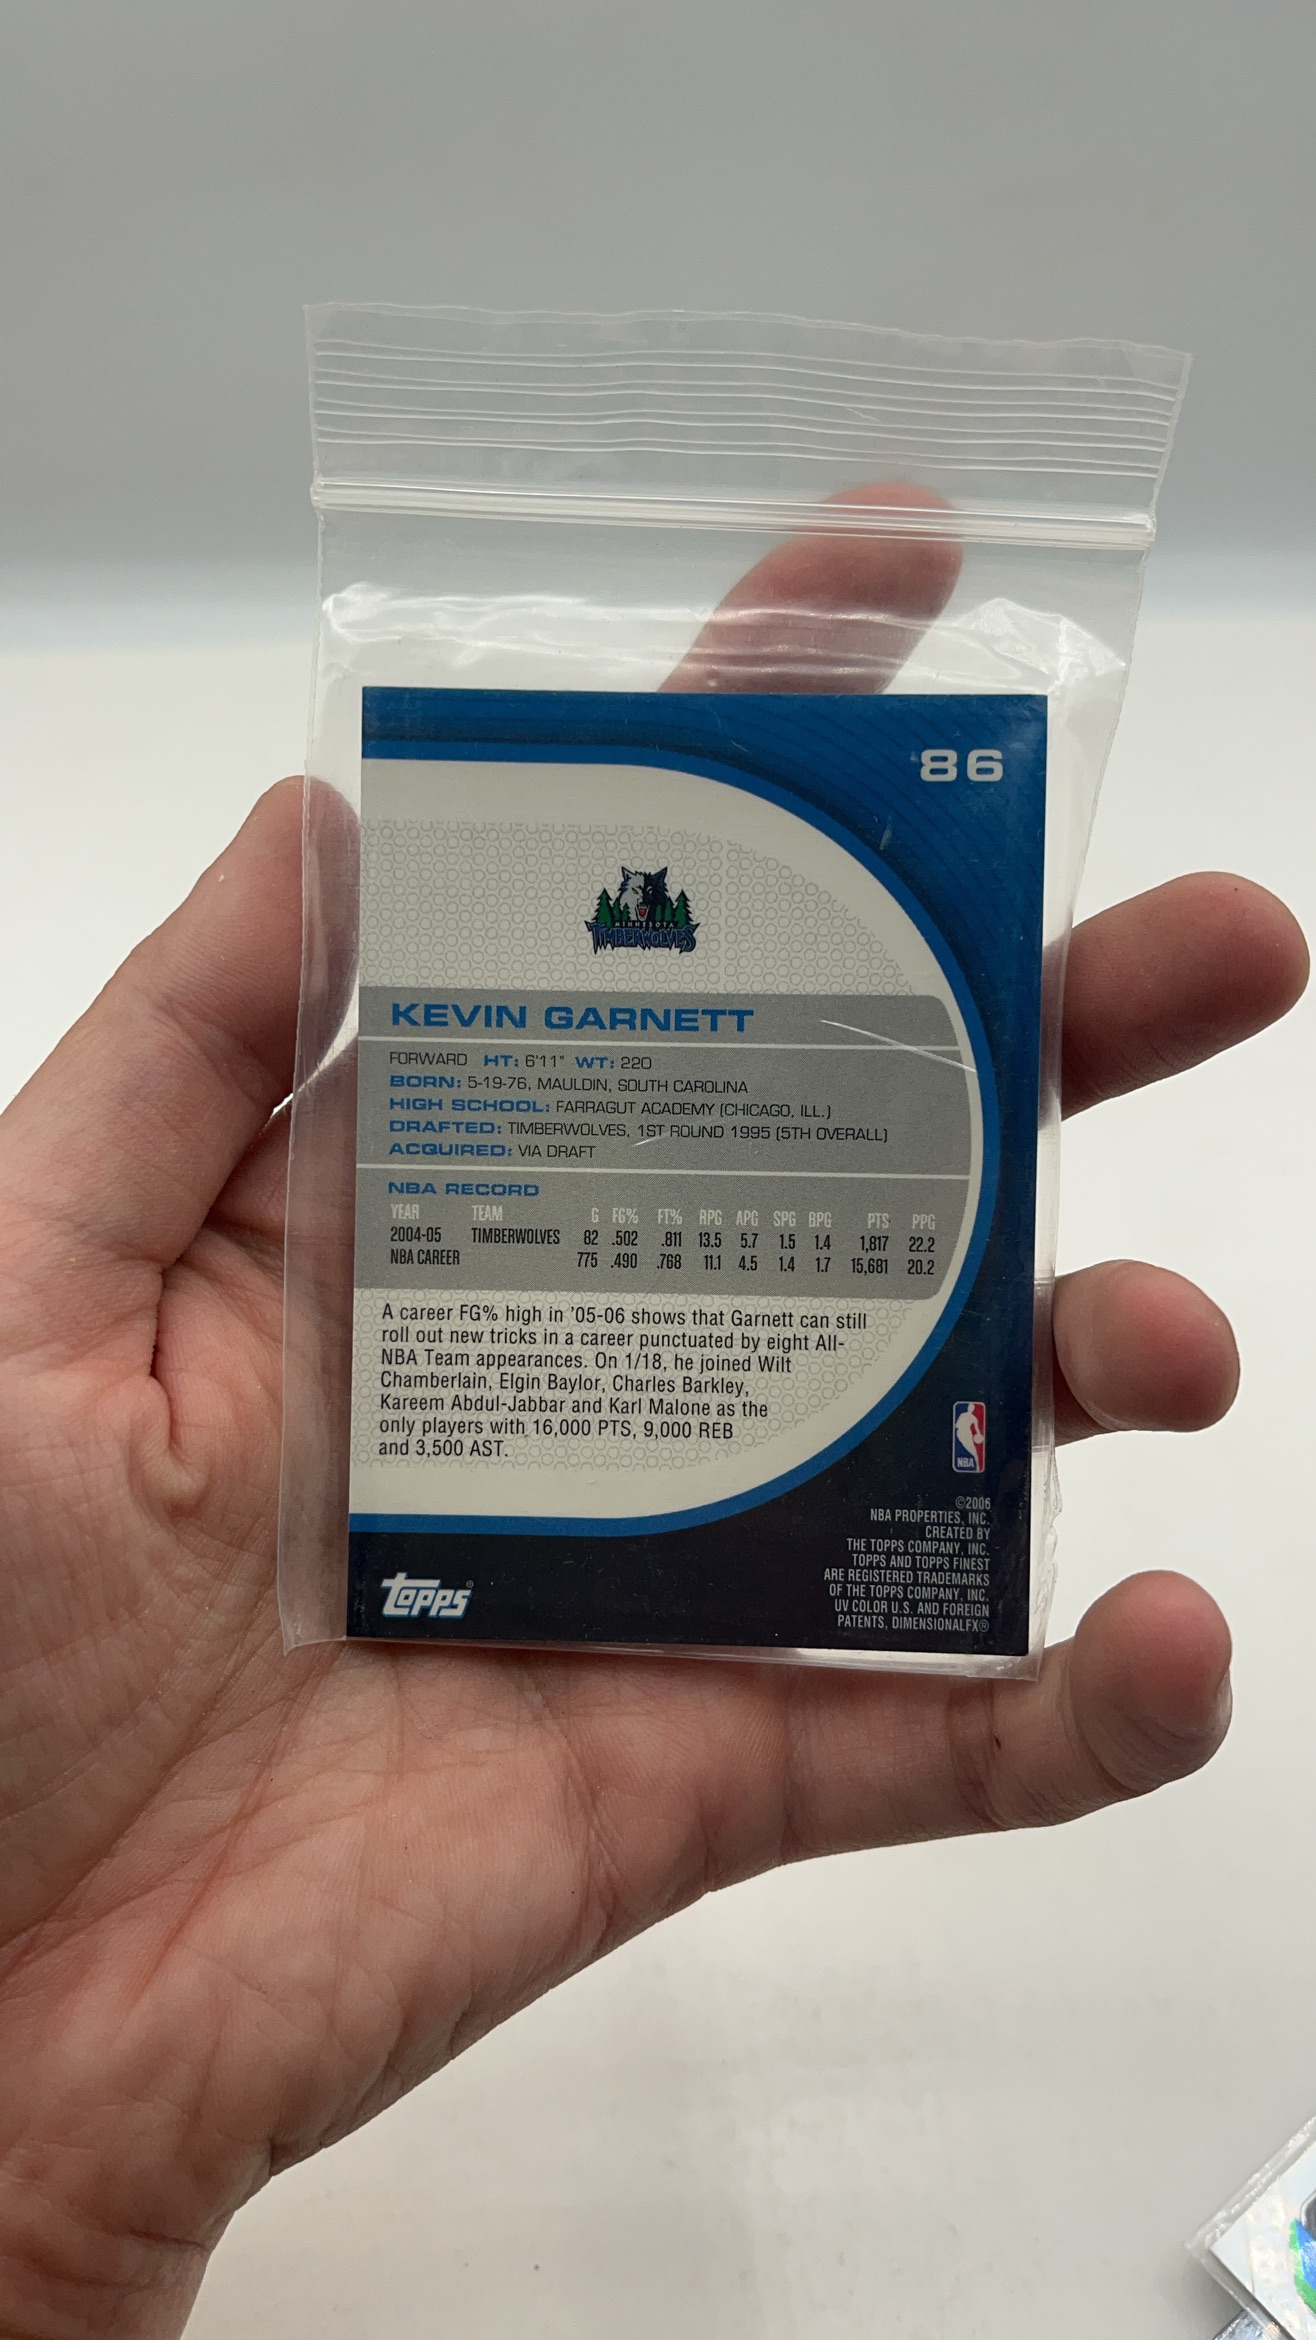 86
MINNESOTA
TIMBERWOLVES
KEVIN GARNETT
FORWARD HT: 6'11" WT: 220
BORN: 5-19-76, MAULDIN, SOUTH CAROLINA
HIGH SCHOOL: FARRAGUT ACADEMY (CHICAGO, ILL.)
DRAFTED: TIMBERWOLVES, 1ST ROUND 1995 (5TH OVERALL)
ACQUIRED: VIA DRAFT
NBA RECORD
YEAR TEAM G FG% FT% RPG APG SPG BPG PTS PPG
2004-05 TIMBERWOLVES 82 .502 .811 13.5 5.7 1.5 1.4 1,817 22.2
NBA CAREER 775 .490 .768 11.1 4.5 1.4 1.7 15,681 20.2
A career FG% high in '05-06 shows that Garnett can still
roll out new tricks in a career punctuated by eight All-
NBA Team appearances. On 1/18, he joined Wilt
Chamberlain, Elgin Baylor, Charles Barkley,
Kareem Abdul-Jabbar and Karl Malone as the
only players with 16,000 PTS, 9,000 REB
and 3,500 AST.
NBA
©2006
NBA PROPERTIES, INC.
CREATED BY
THE TOPPS COMPANY, INC.
TOPPS AND TOPPS FINEST
ARE REGISTERED TRADEMARKS
OF THE TOPPS COMPANY, INC.
UV COLOR U.S. AND FOREIGN
PATENTS, DIMENSIONALFX®
topps®